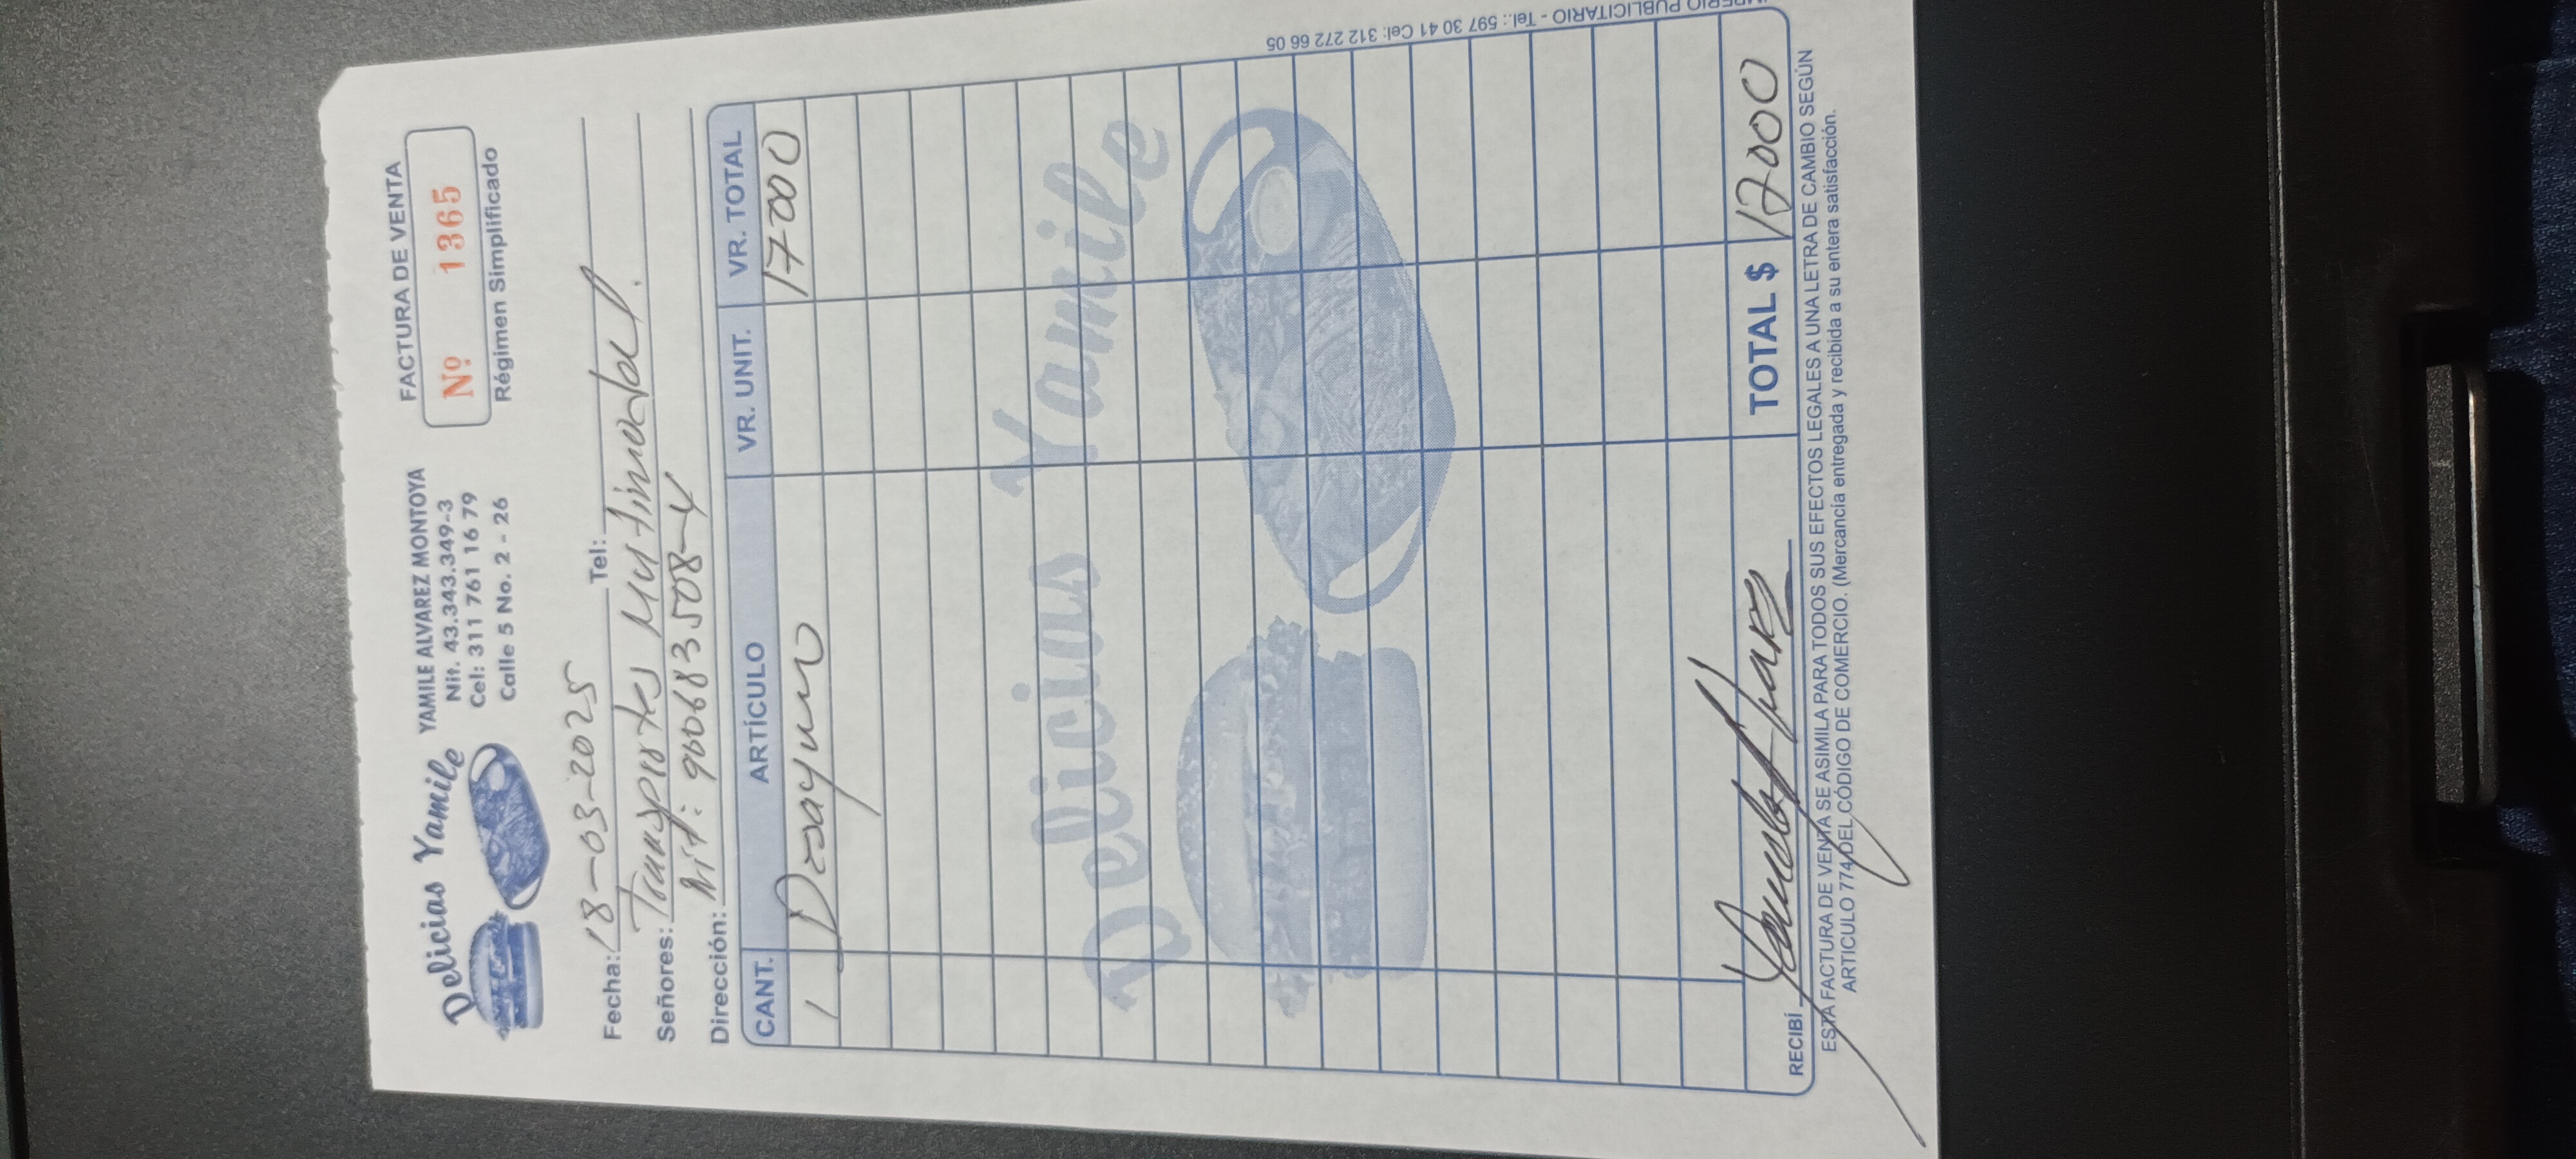 Delicias Yamile
YAMILE ALVAREZ MONTOYA
Nit. 43.343.349-3
Cel: 311 761 16 79
Calle 5 No. 2 - 26
FACTURA DE VENTA
Nº 1365
Régimen Simplificado
Fecha: 18-03-2025 Tel:
Señores: Transportes
Dirección: Nit: 900683508-4
CANT. ARTÍCULO VR. UNIT. VR. TOTAL
1 Desayuno 17000
Delicias Yamile
RECIBÍ TOTAL $ 17000
ESTA FACTURA DE VENTA SE ASIMILA PARA TODOS SUS EFECTOS LEGALES A UNA LETRA DE CAMBIO SEGÚN
ARTICULO 774 DEL CÓDIGO DE COMERCIO. (Mercancia entregada y recibida a su entera satisfacción.
PUBLICITARIO - Tel.: 597 30 41 Cel: 312 272 66 05